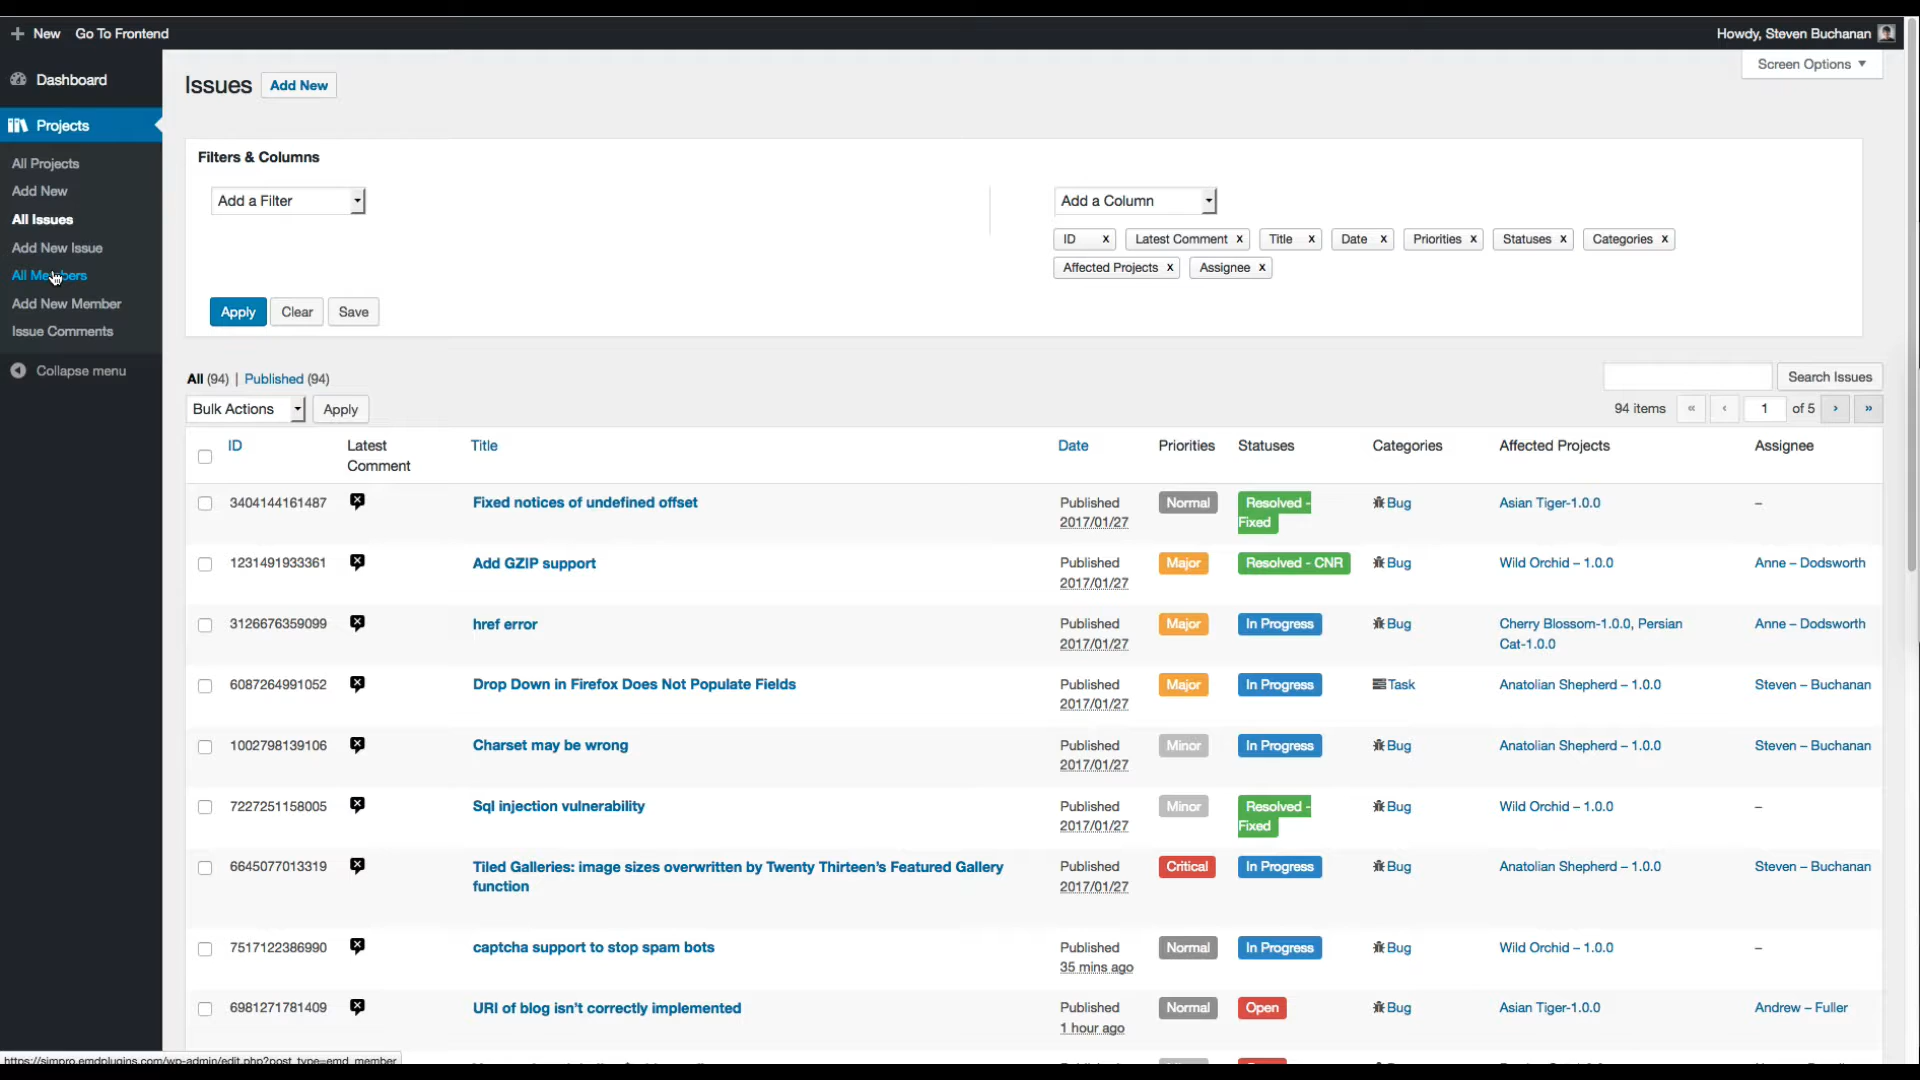 New Go To Frontend
Howdy, Steven Buchanan
Dashboard
Projects
All Projects
Add New
All Issues
Add New Issue
All Members
Add New Member
Issue Comments
Collapse menu
Screen Options
Issues Add New
Filters & Columns
Add a Filter
Add a Column
ID x Latest Comment x Title x Date x Priorities x Statuses x Categories x
Affected Projects x Assignee x
Apply Clear Save
All (94) | Published (94)
Search Issues
Bulk Actions Apply
94 items « ‹ 1 of 5 › »
ID Latest Comment Title Date Priorities Statuses Categories Affected Projects Assignee
3404144161487 Fixed notices of undefined offset Published 2017/01/27 Normal Resolved - Fixed Bug Asian Tiger-1.0.0 –
1231491933361 Add GZIP support Published 2017/01/27 Major Resolved - CNR Bug Wild Orchid – 1.0.0 Anne – Dodsworth
3126676359099 href error Published 2017/01/27 Major In Progress Bug Cherry Blossom-1.0.0, Persian Cat-1.0.0 Anne – Dodsworth
6087264991052 Drop Down in Firefox Does Not Populate Fields Published 2017/01/27 Major In Progress Task Anatolian Shepherd – 1.0.0 Steven – Buchanan
1002798139106 Charset may be wrong Published 2017/01/27 Minor In Progress Bug Anatolian Shepherd – 1.0.0 Steven – Buchanan
7227251158005 Sql injection vulnerability Published 2017/01/27 Minor Resolved - Fixed Bug Wild Orchid – 1.0.0 –
6645077013319 Tiled Galleries: image sizes overwritten by Twenty Thirteen’s Featured Gallery function Published 2017/01/27 Critical In Progress Bug Anatolian Shepherd – 1.0.0 Steven – Buchanan
7517122386990 captcha support to stop spam bots Published 35 mins ago Normal In Progress Bug Wild Orchid – 1.0.0 –
6981271781409 URI of blog isn’t correctly implemented Published 1 hour ago Normal Open Bug Asian Tiger-1.0.0 Andrew – Fuller
https://simpro.emdplugins.com/wp-admin/edit.php?post_type=emd_member